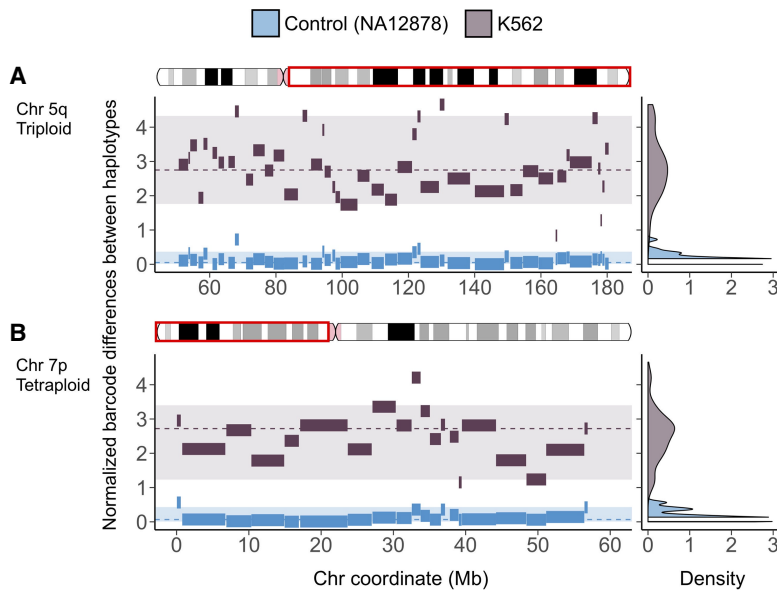 Control (NA12878) K562
A
Chr 5q
Triploid
Normalized barcode differences between haplotypes
4
3
2
1
0
60 80 100 120 140 160 180
0 1 2 3
B
Chr 7p
Tetraploid
4
3
2
1
0
0 10 20 30 40 50 60
0 1 2 3
Chr coordinate (Mb) Density